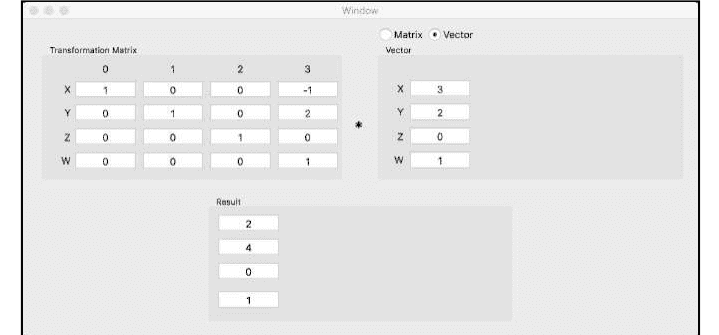 Window
Matrix Vector
Transformation Matrix Vector
0 1 2 3
X 1 0 0 -1 X 3
Y 0 1 0 2 Y 2
*
Z 0 0 1 0 Z 0
W 0 0 0 1 W 1
Result
2
4
0
1